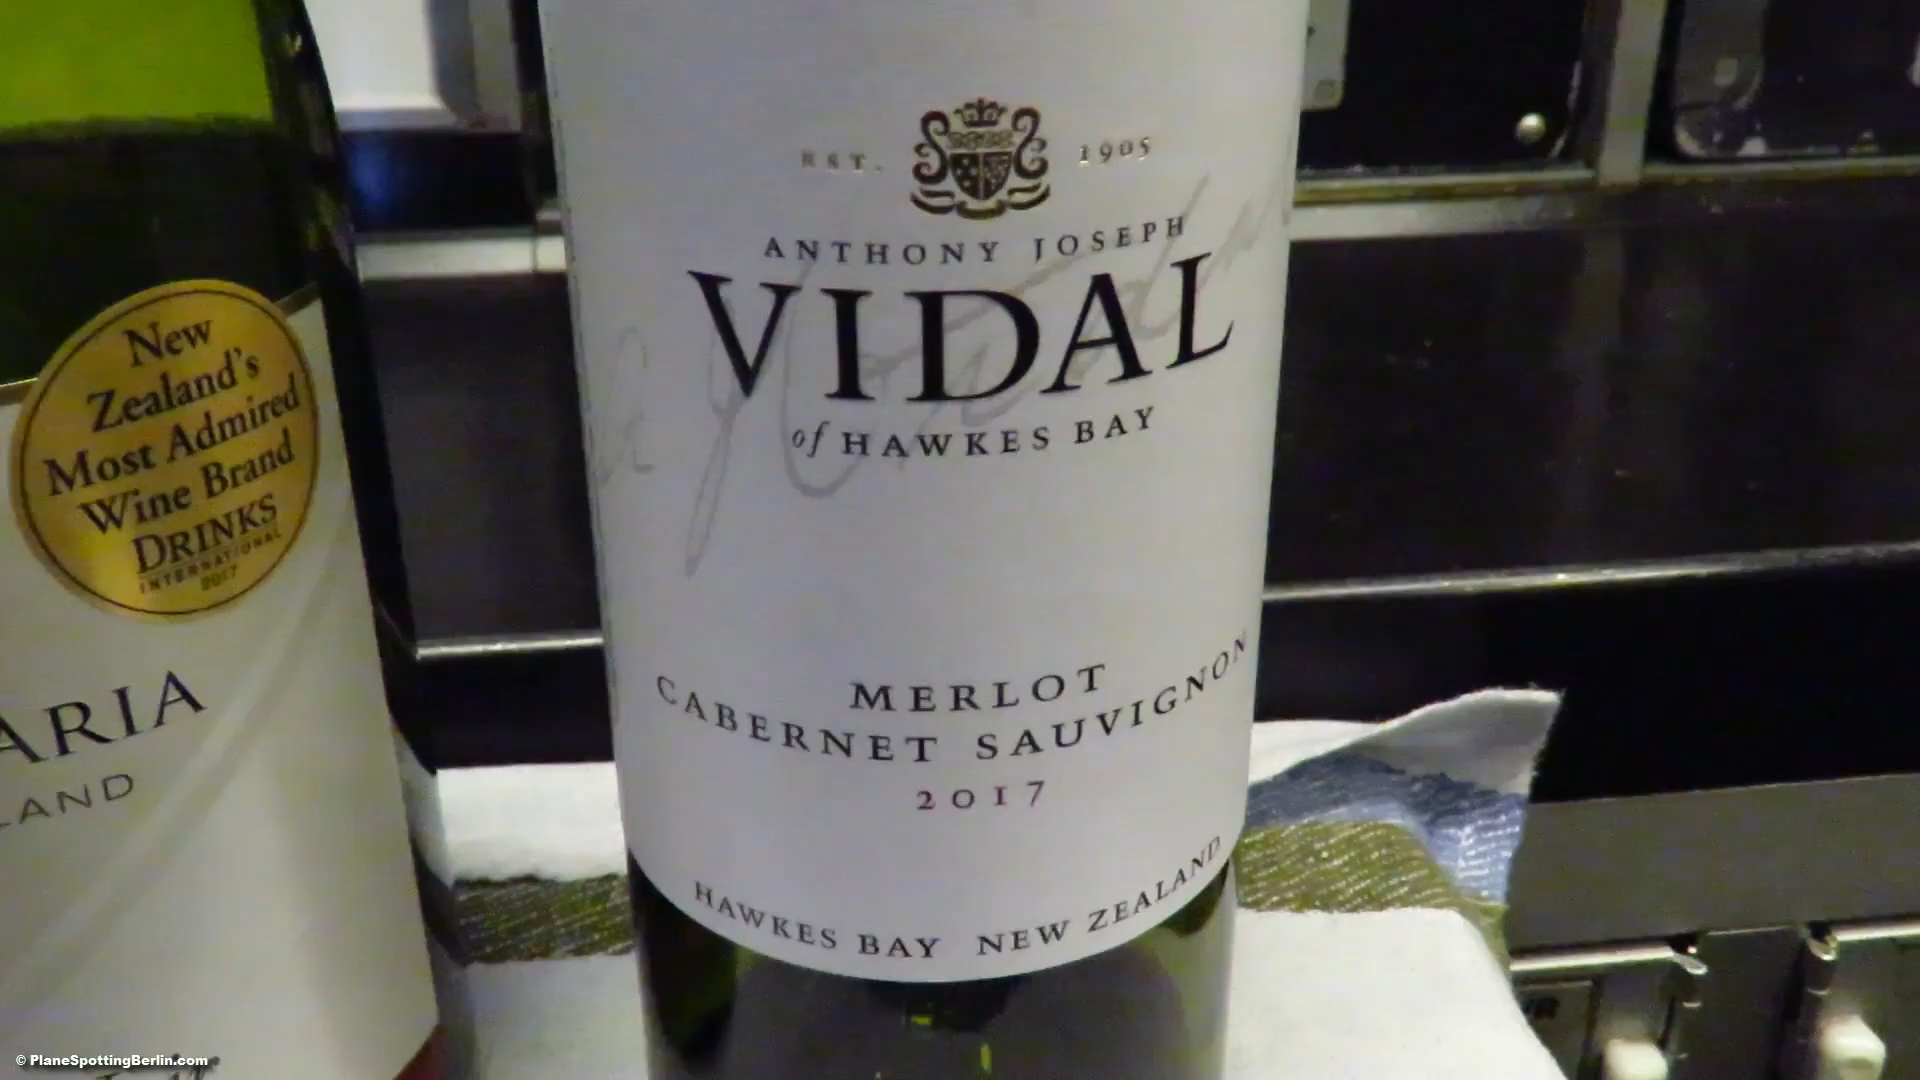 New
Zealand's
Most Admired
Wine Brand
DRINKS
INTERNATIONAL
2017
ARIA
LAND
EST. 1905
ANTHONY JOSEPH
VIDAL
of HAWKES BAY
MERLOT
CABERNET SAUVIGNON
2017
HAWKES BAY NEW ZEALAND
© PlaneSpottingBerlin.com